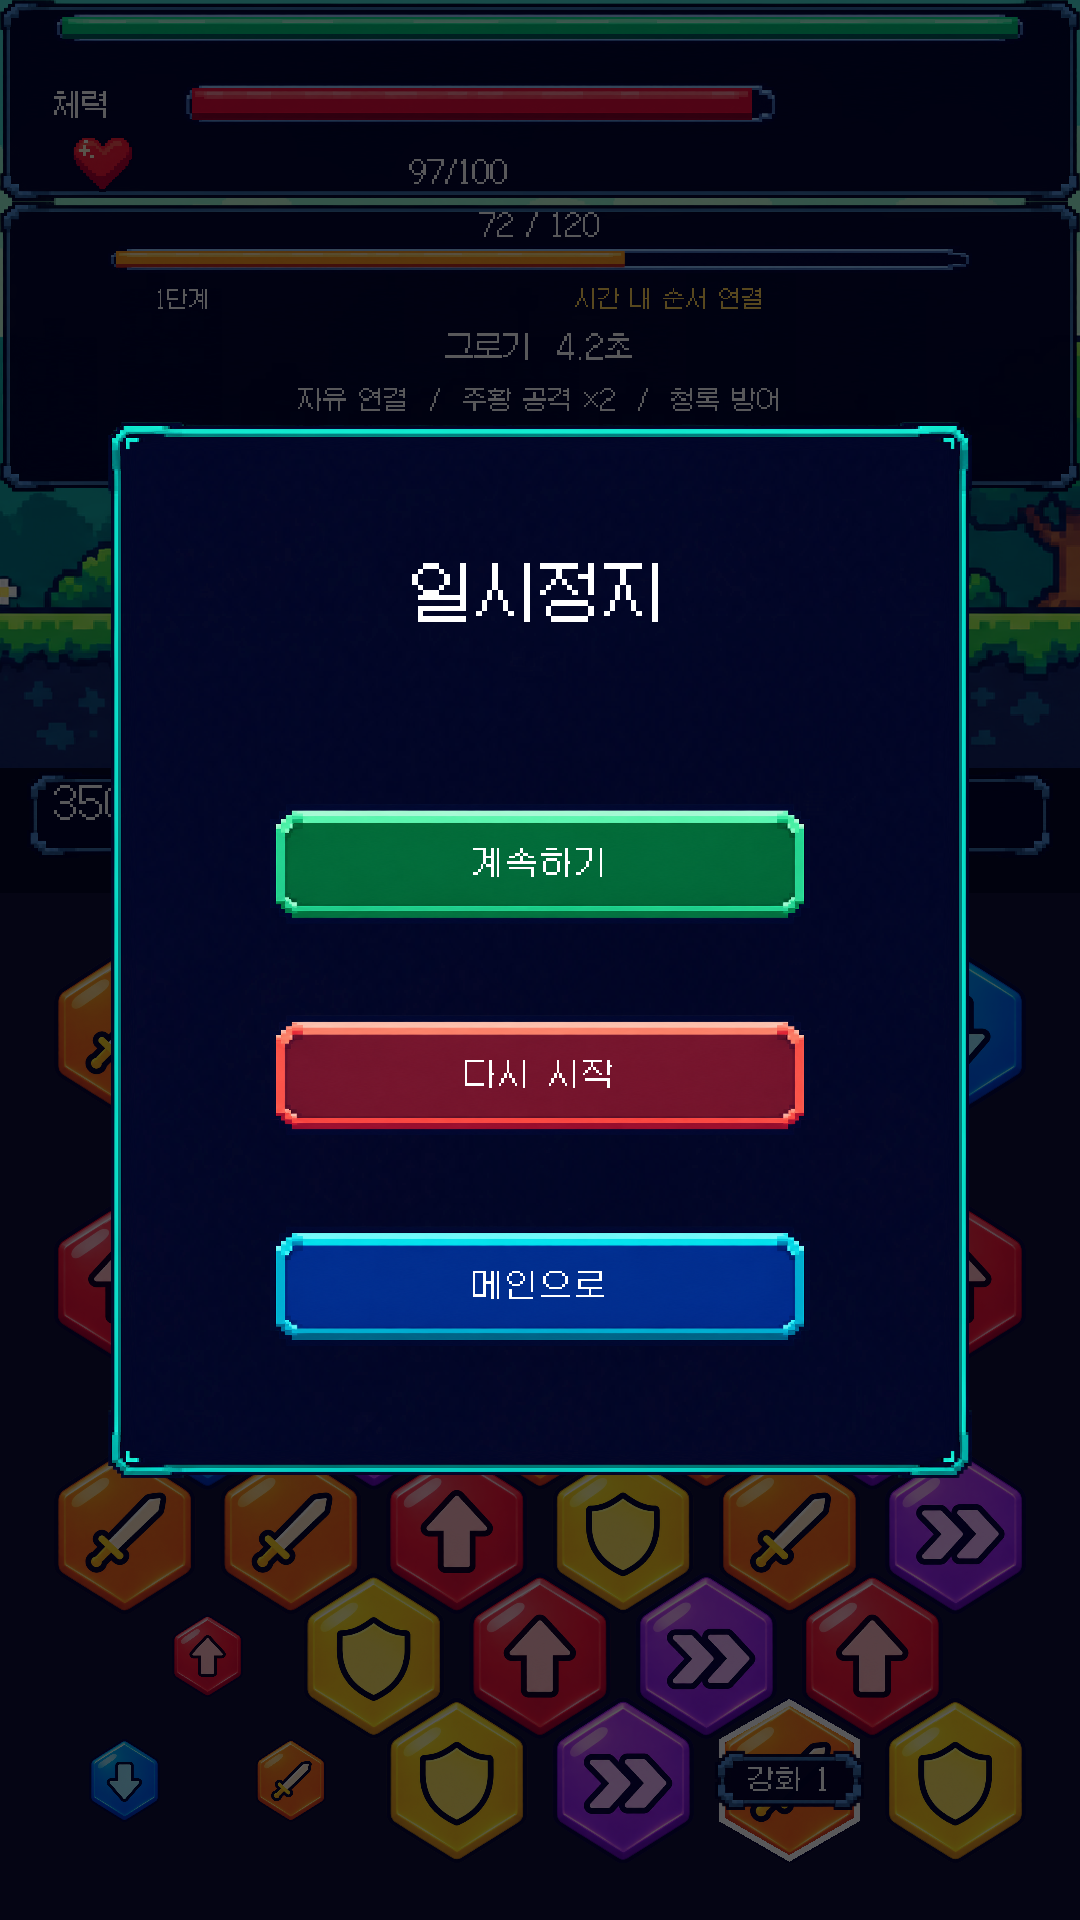 체력
97/100
72 / 120
1단계
시간 내 순서 연결
그로기 4.2초
자유 연결 / 주황 공격 ×2 / 청록 방어
일시정지
350
계속하기
다시 시작
메인으로
강화 1